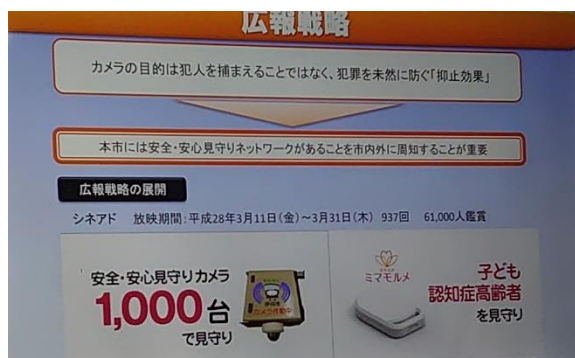 広報戦略
カメラの目的は犯人を捕まえることではなく、犯罪を未然に防ぐ「抑止効果」
本市には安全・安心見守りネットワークがあることを市内外に周知することが重要
広報戦略の展開
シネアド 放映期間:平成28年3月11日(金)~3月31日(木) 937回 61,000人鑑賞
安全・安心見守りカメラ
1,000台
で見守り
カメラ作動中
ミマモルメ
子ども
認知症高齢者
を見守り